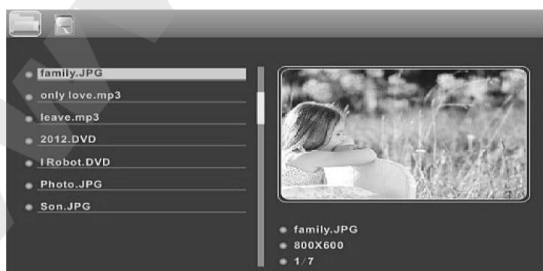 family.JPG
only love.mp3
leave.mp3
2012.DVD
I Robot.DVD
Photo.JPG
Son.JPG
family.JPG
800X600
1/7